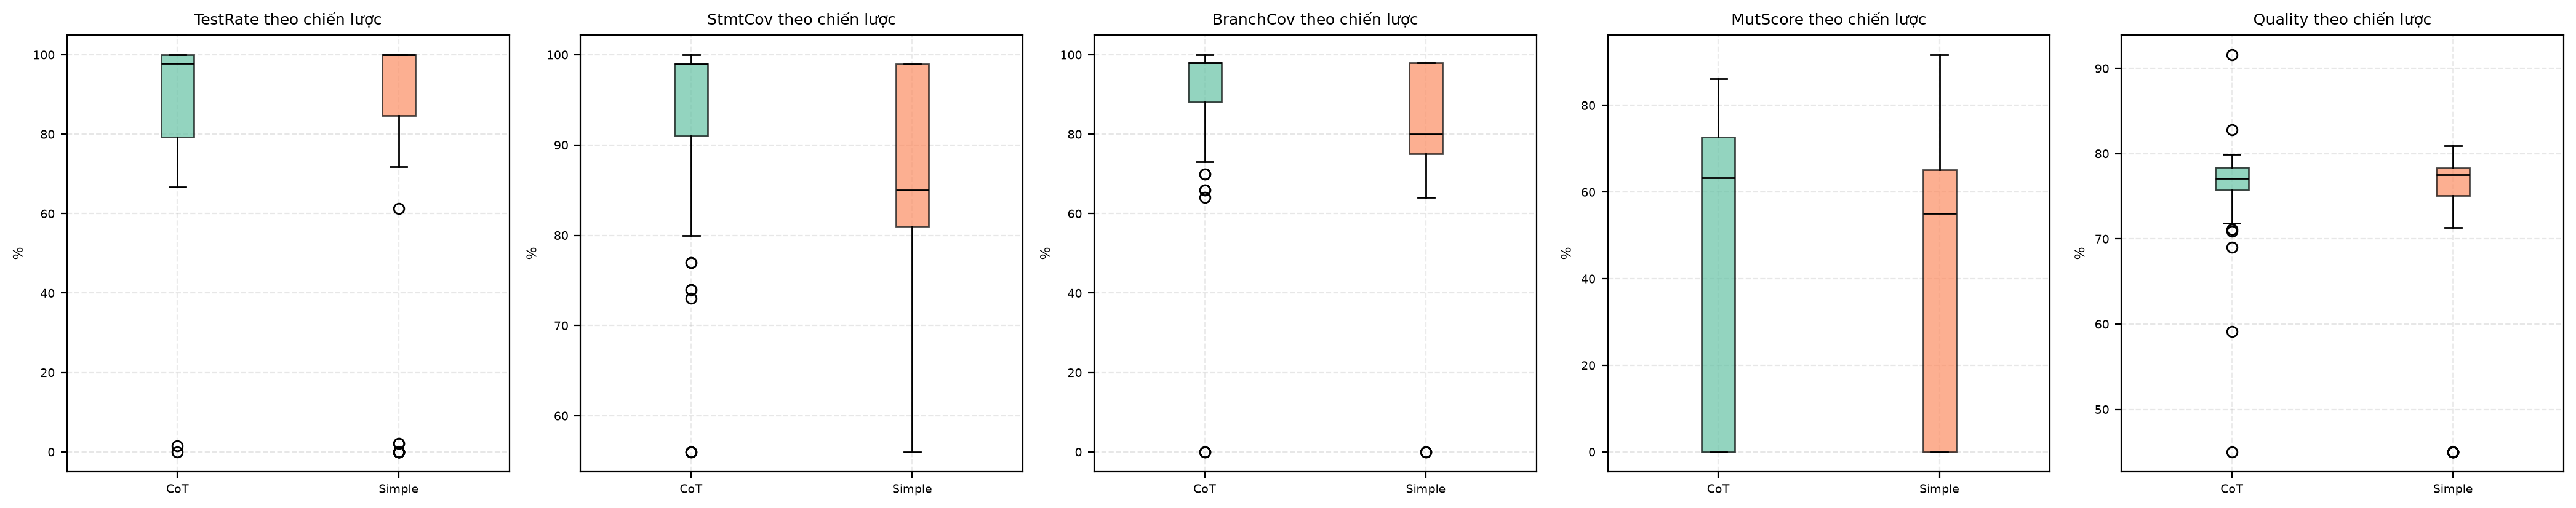 TestRate theo chiến lược
100
80
60
40
20
0
%
CoT
Simple
StmtCov theo chiến lược
100
90
80
70
60
%
CoT
Simple
BranchCov theo chiến lược
100
80
60
40
20
0
%
CoT
Simple
MutScore theo chiến lược
80
60
40
20
0
%
CoT
Simple
Quality theo chiến lược
90
80
70
60
50
%
CoT
Simple